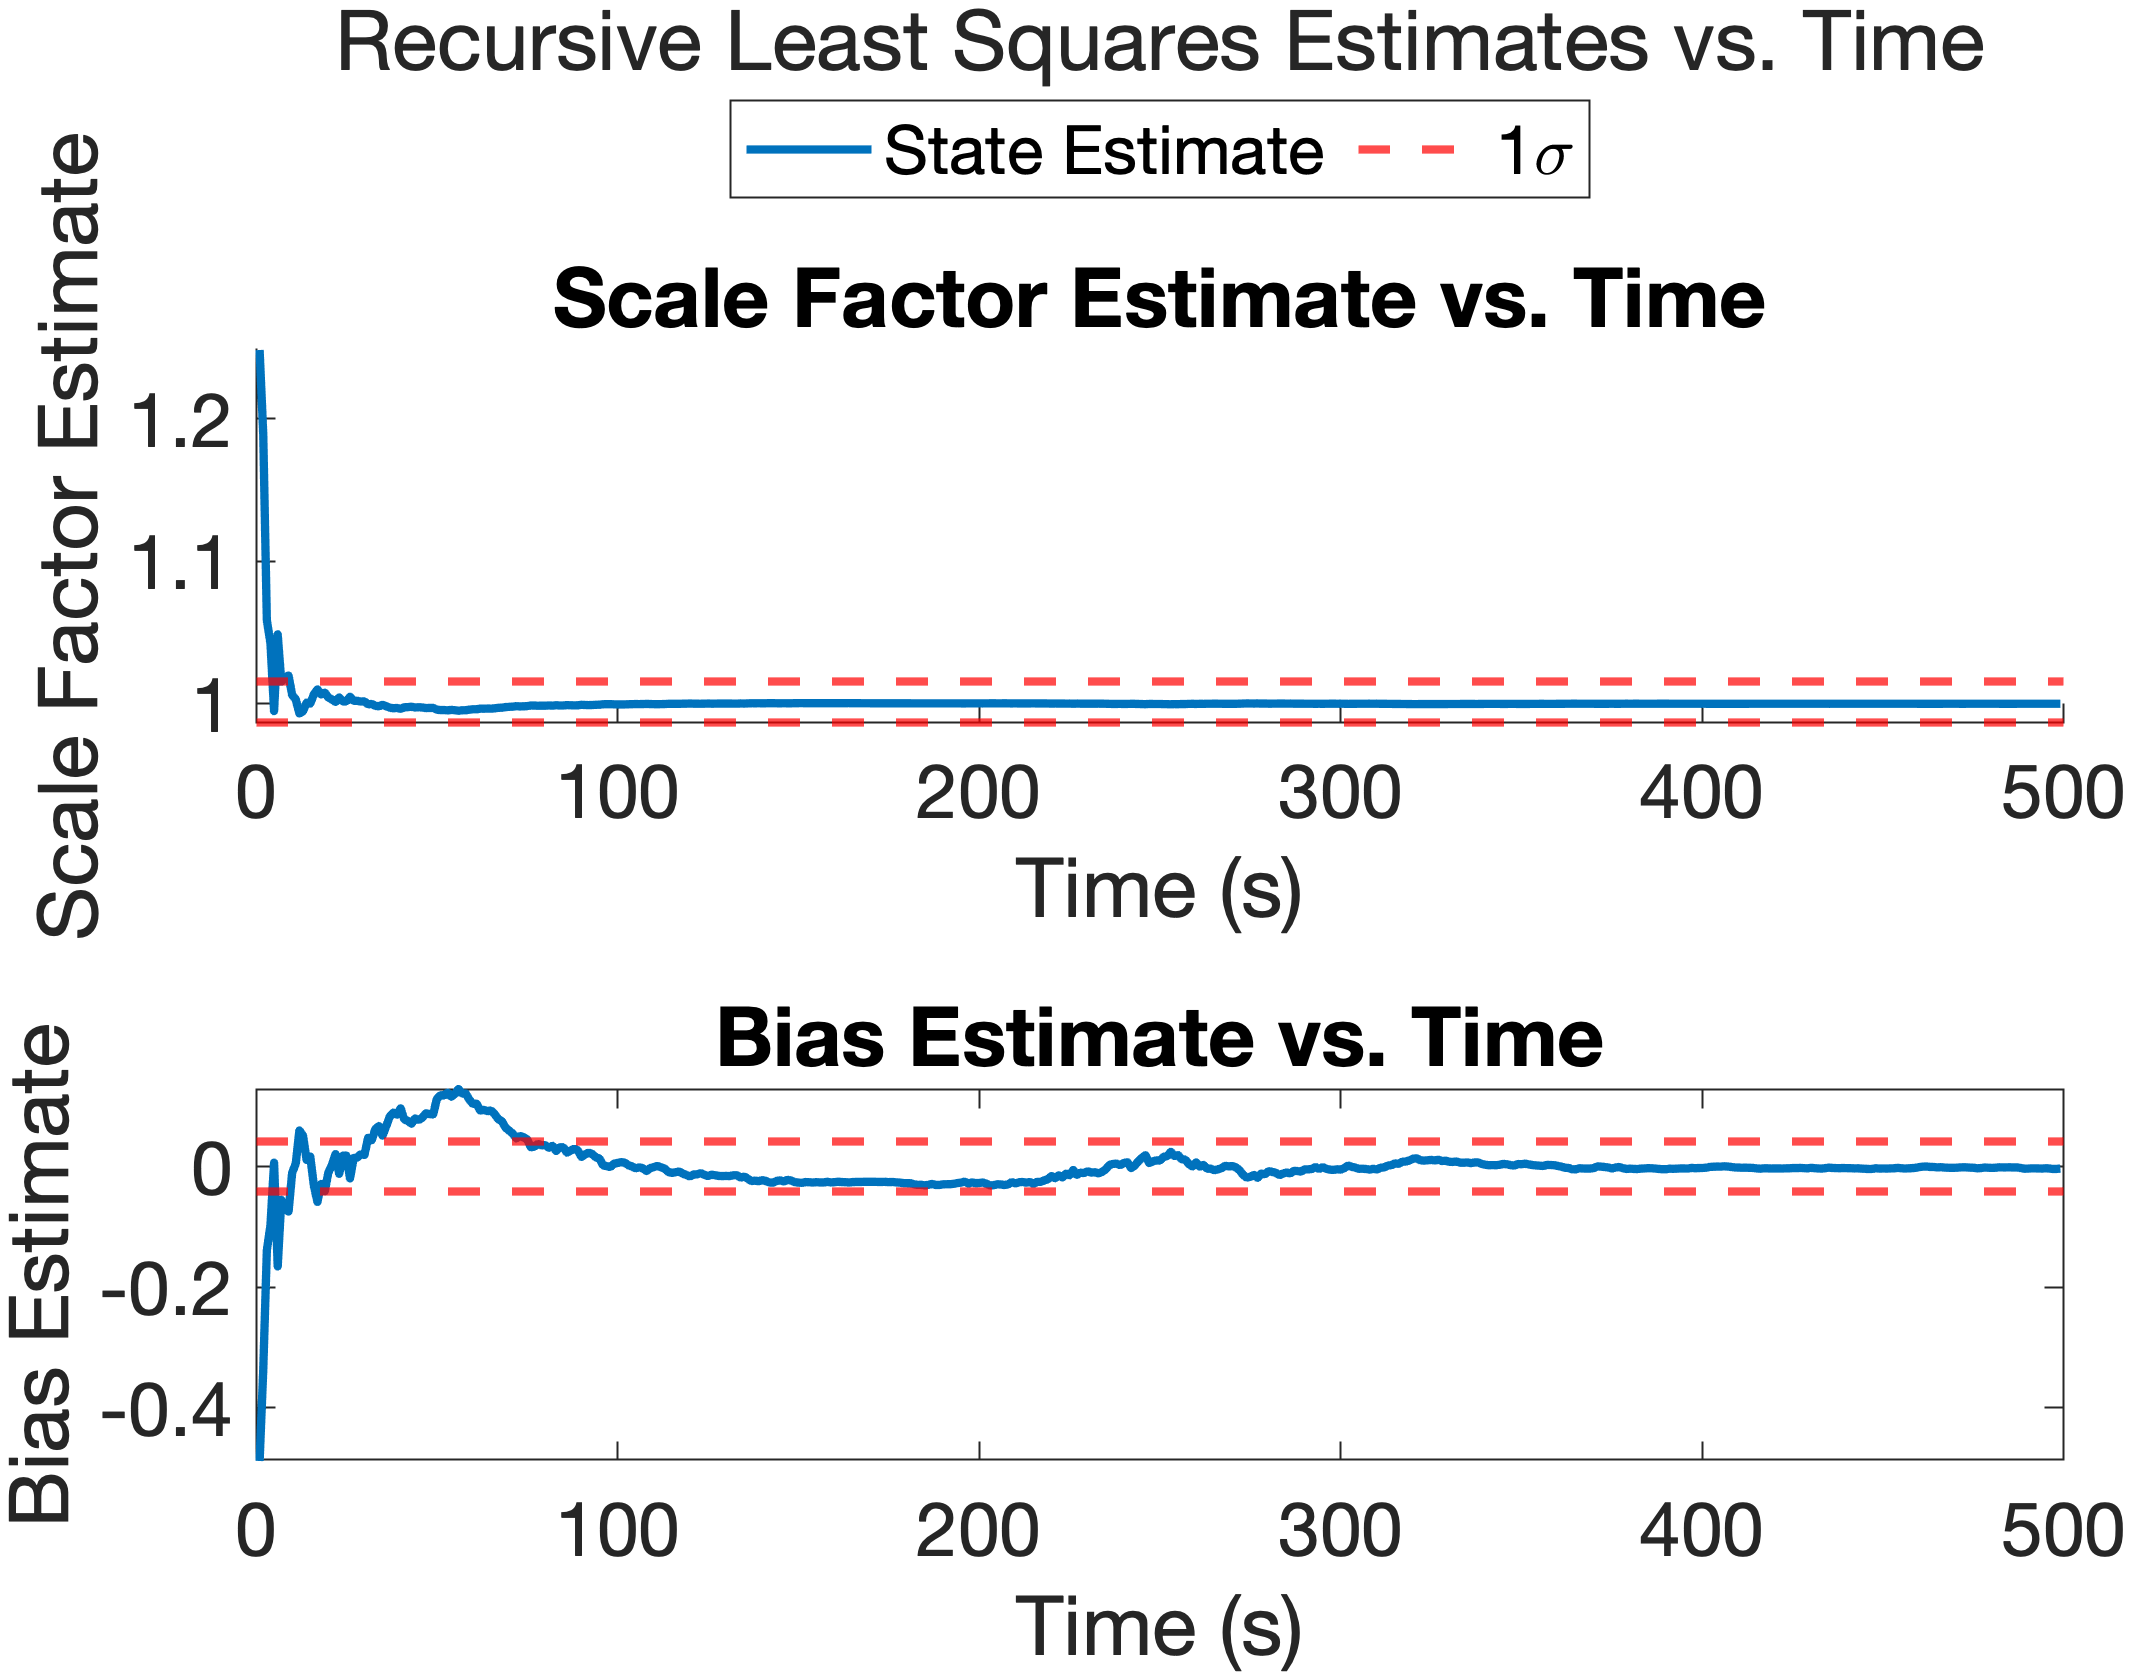 Recursive Least Squares Estimates vs. Time
State Estimate 1σ
Scale Factor Estimate vs. Time
Scale Factor Estimate
1.2
1.1
1
0 100 200 300 400 500
Time (s)
Bias Estimate vs. Time
Bias Estimate
0
-0.2
-0.4
0 100 200 300 400 500
Time (s)